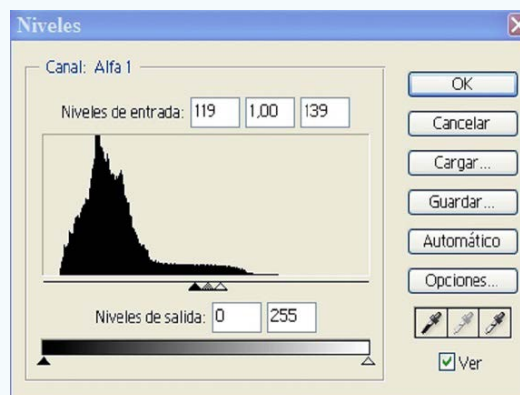 Niveles
Canal: Alfa 1
Niveles de entrada: 119 1,00 139
Niveles de salida: 0 255
OK
Cancelar
Cargar...
Guardar...
Automático
Opciones...
Ver